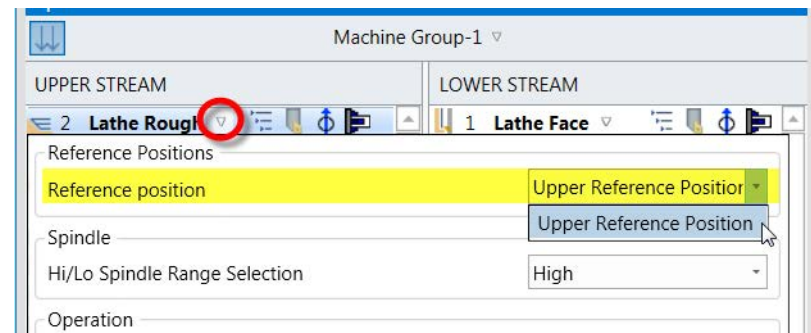 Machine Group-1
UPPER STREAM
LOWER STREAM
2 Lathe Rough
1 Lathe Face
Reference Positions
Reference position
Upper Reference Position
Upper Reference Position
Spindle
Hi/Lo Spindle Range Selection
High
Operation